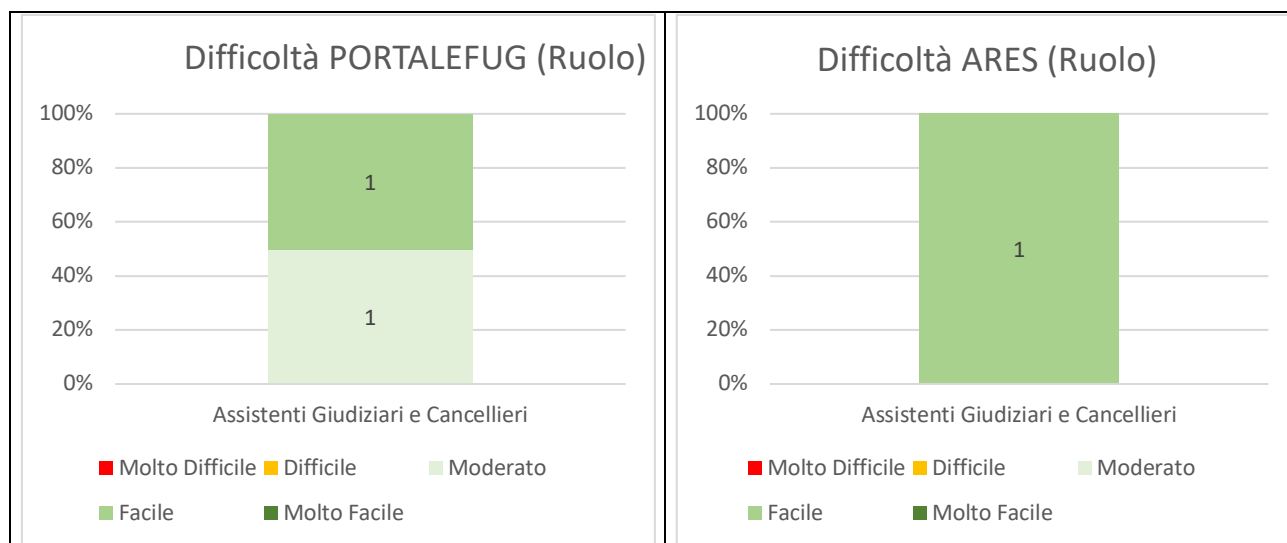 Difficoltà PORTALEFUG (Ruolo)
100%
80%
60%
40%
20%
0%
1
1
Assistenti Giudiziari e Cancellieri
Molto Difficile
Difficile
Moderato
Facile
Molto Facile
Difficoltà ARES (Ruolo)
100%
80%
60%
40%
20%
0%
1
Assistenti Giudiziari e Cancellieri
Molto Difficile
Difficile
Moderato
Facile
Molto Facile